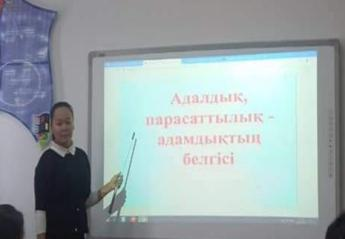 Адалдық,
парасаттылық -
адамдықтың
белгісі